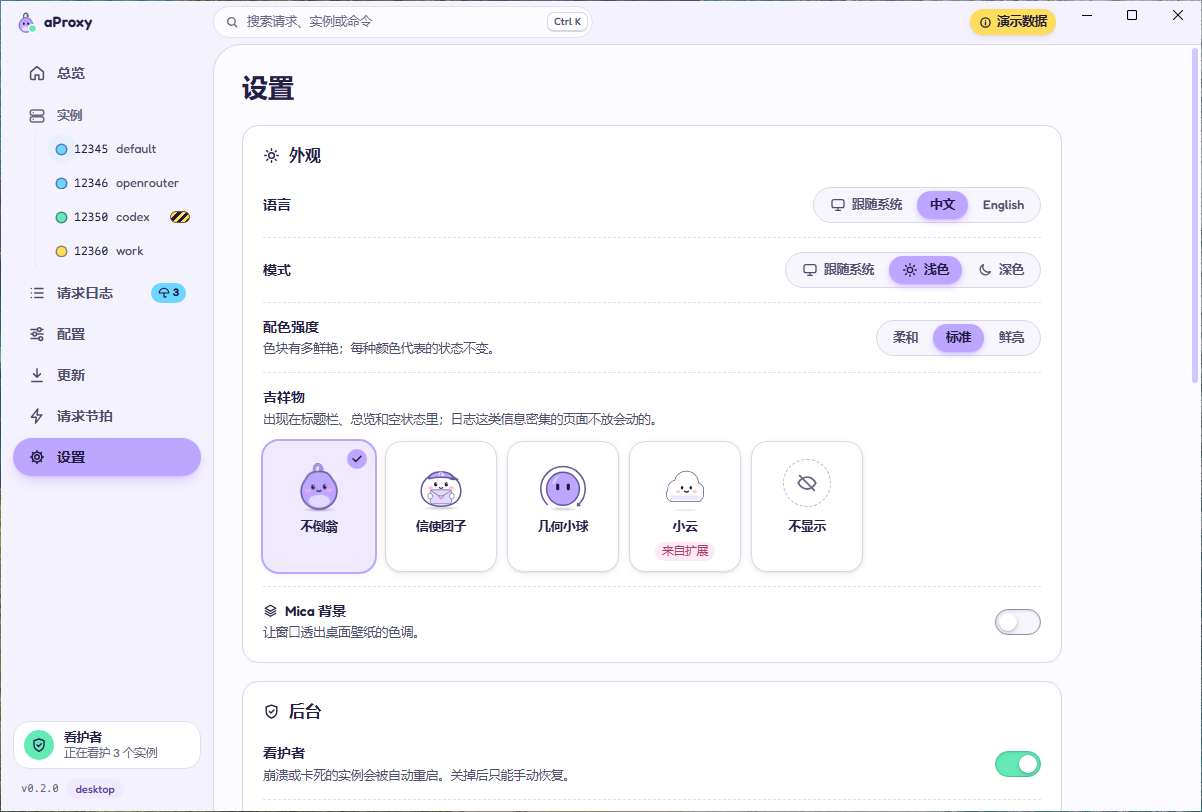 aProxy
搜索请求、实例或命令
Ctrl K
演示数据
总览
实例
12345 default
12346 openrouter
12350 codex
12360 work
请求日志
3
配置
更新
请求节拍
设置
看护者
正在看护 3 个实例
v0.2.0 desktop
设置
外观
语言
跟随系统 中文 English
模式
跟随系统 浅色 深色
配色强度
色块有多鲜艳；每种颜色代表的状态不变。
柔和 标准 鲜亮
吉祥物
出现在标题栏、总览和空状态里；日志这类信息密集的页面不放会动的。
不倒翁
信使团子
几何小球
小云
来自扩展
不显示
Mica 背景
让窗口透出桌面壁纸的色调。
后台
看护者
崩溃或卡死的实例会被自动重启。关掉后只能手动恢复。